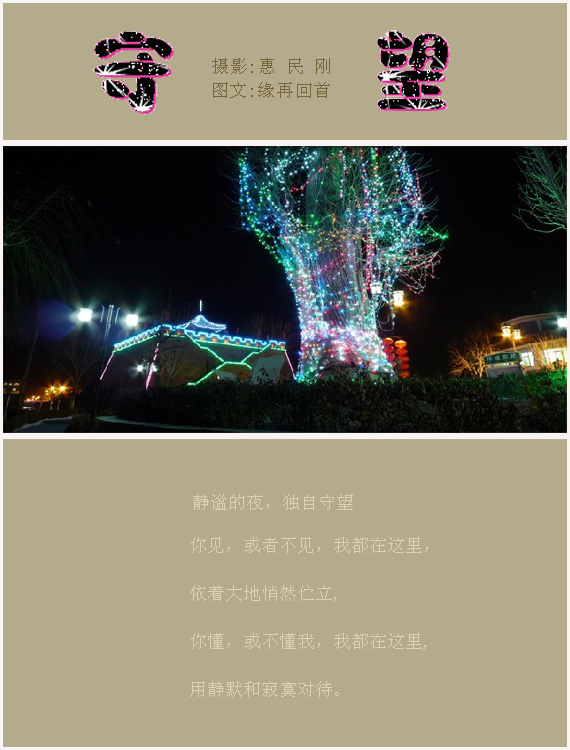 守望
摄影:惠 民 刚
图文:缘再回首
静谧的夜，独自守望
你见，或者不见，我都在这里，
依着大地悄然伫立,
你懂，或不懂我，我都在这里,
用静默和寂寞对待。